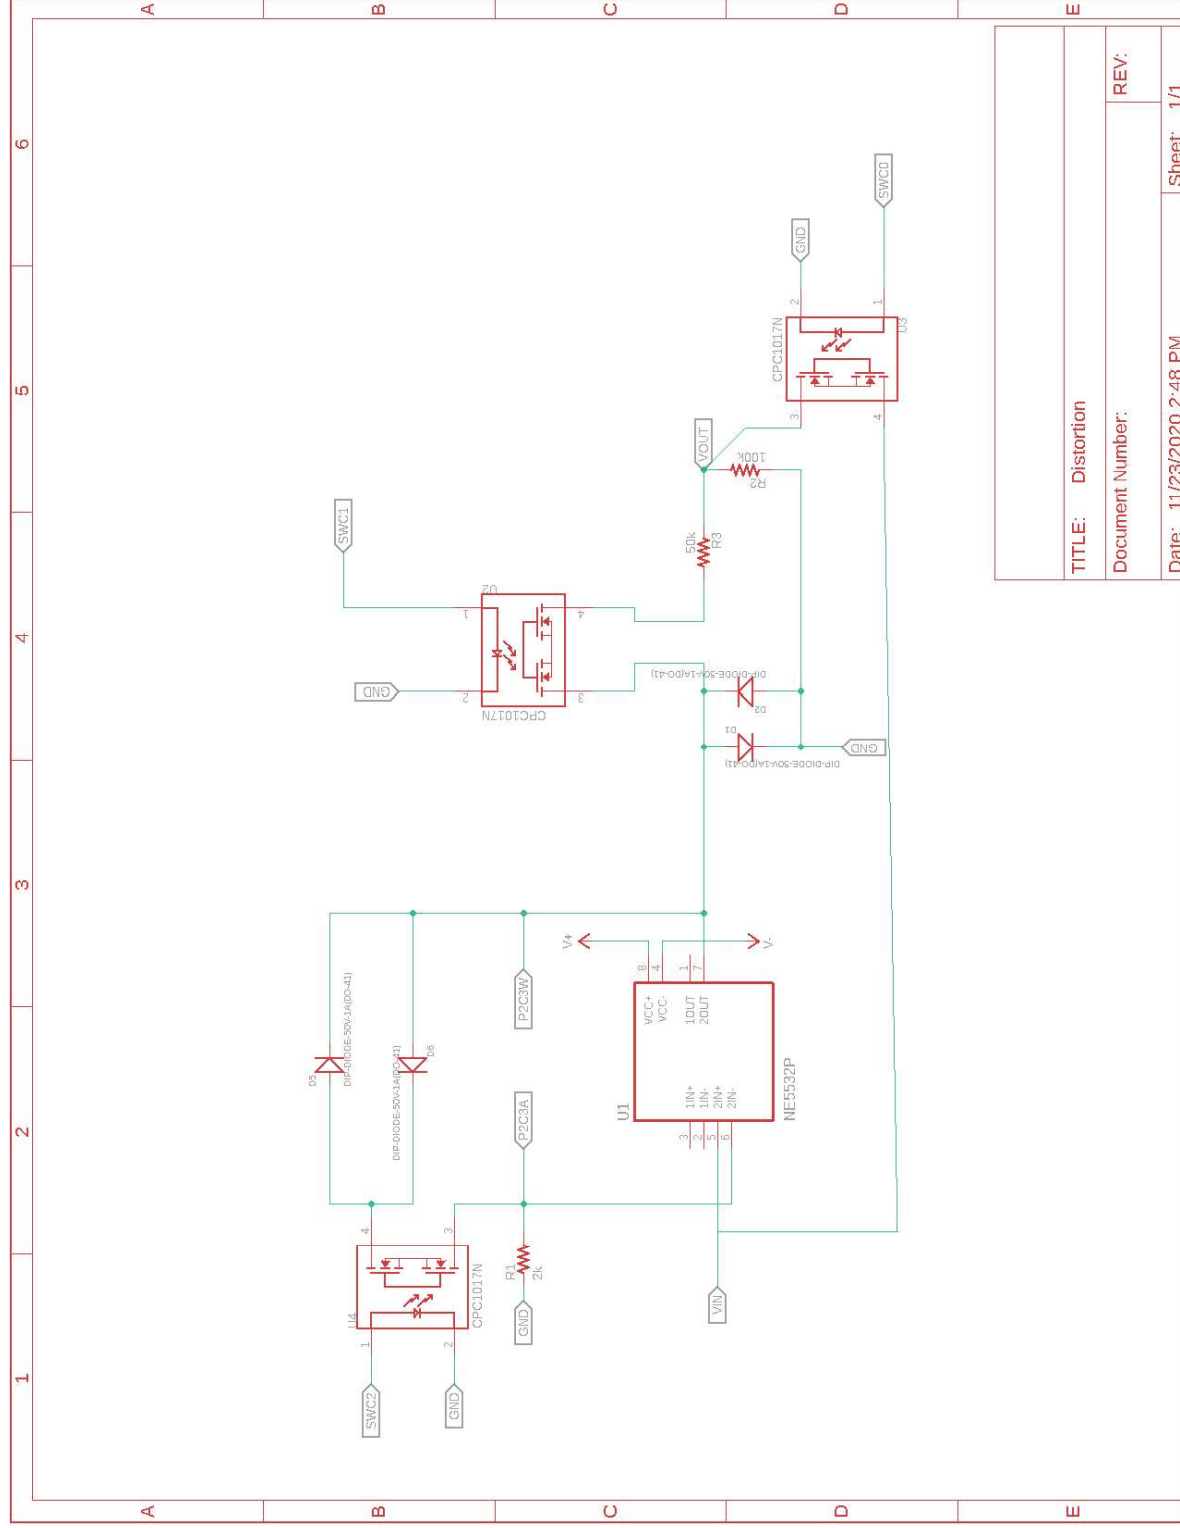 1
2
3
4
5
6
A
B
C
D
E
A
B
C
D
E
SWC2
GND
1
2
U4
4
3
CPC1017N
D5
DIP-DIODE-50V-1A(DO-41)
DIP-DIODE-50V-1A(DO-41)
D6
GND
R1
2k
P2C3A
P2C3W
VIN
U1
NE5532P
3
2
5
6
1IN+
1IN-
2IN+
2IN-
VCC+
VCC-
1OUT
2OUT
8
4
1
7
V+
V-
D1
DIP-DIODE-50V-1A(DO-41)
D2
DIP-DIODE-50V-1A(DO-41)
GND
GND
SWC1
2
1
U2
3
4
CPC1017N
50k
R3
VOUT
R2
100k
CPC1017N
3
4
2
1
U3
GND
SWC0
TITLE: Distortion
Document Number:
REV:
Date: 11/23/2020 2:48 PM
Sheet: 1/1